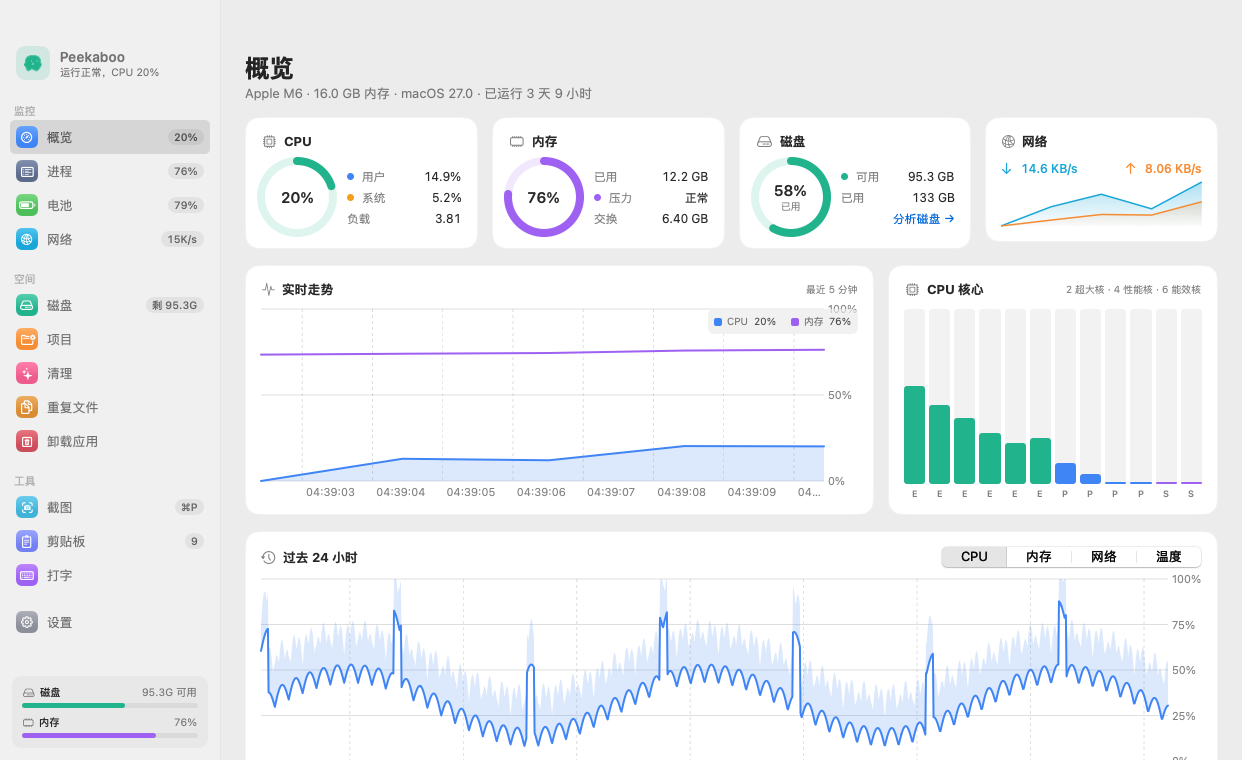 Peekaboo
运行正常，CPU 20%
监控
概览 20%
进程 76%
电池 79%
网络 15K/s
空间
磁盘 剩 95.3G
项目
清理
重复文件
卸载应用
工具
截图 ⌘P
剪贴板 9
打字
设置
磁盘 95.3G 可用
内存 76%
概览
Apple M6 · 16.0 GB 内存 · macOS 27.0 · 已运行 3 天 9 小时
CPU
20%
用户 14.9%
系统 5.2%
负载 3.81
内存
76%
已用 12.2 GB
压力 正常
交换 6.40 GB
磁盘
58%
已用
可用 95.3 GB
已用 133 GB
分析磁盘 →
网络
↓ 14.6 KB/s ↑ 8.06 KB/s
实时走势 最近 5 分钟
100%
CPU 20% 内存 76%
50%
0%
04:39:03 04:39:04 04:39:05 04:39:06 04:39:07 04:39:08 04:39:09 04...
CPU 核心 2 超大核 · 4 性能核 · 6 能效核
E E E E E E P P P P S S
过去 24 小时
CPU 内存 网络 温度
100%
75%
50%
25%
0%